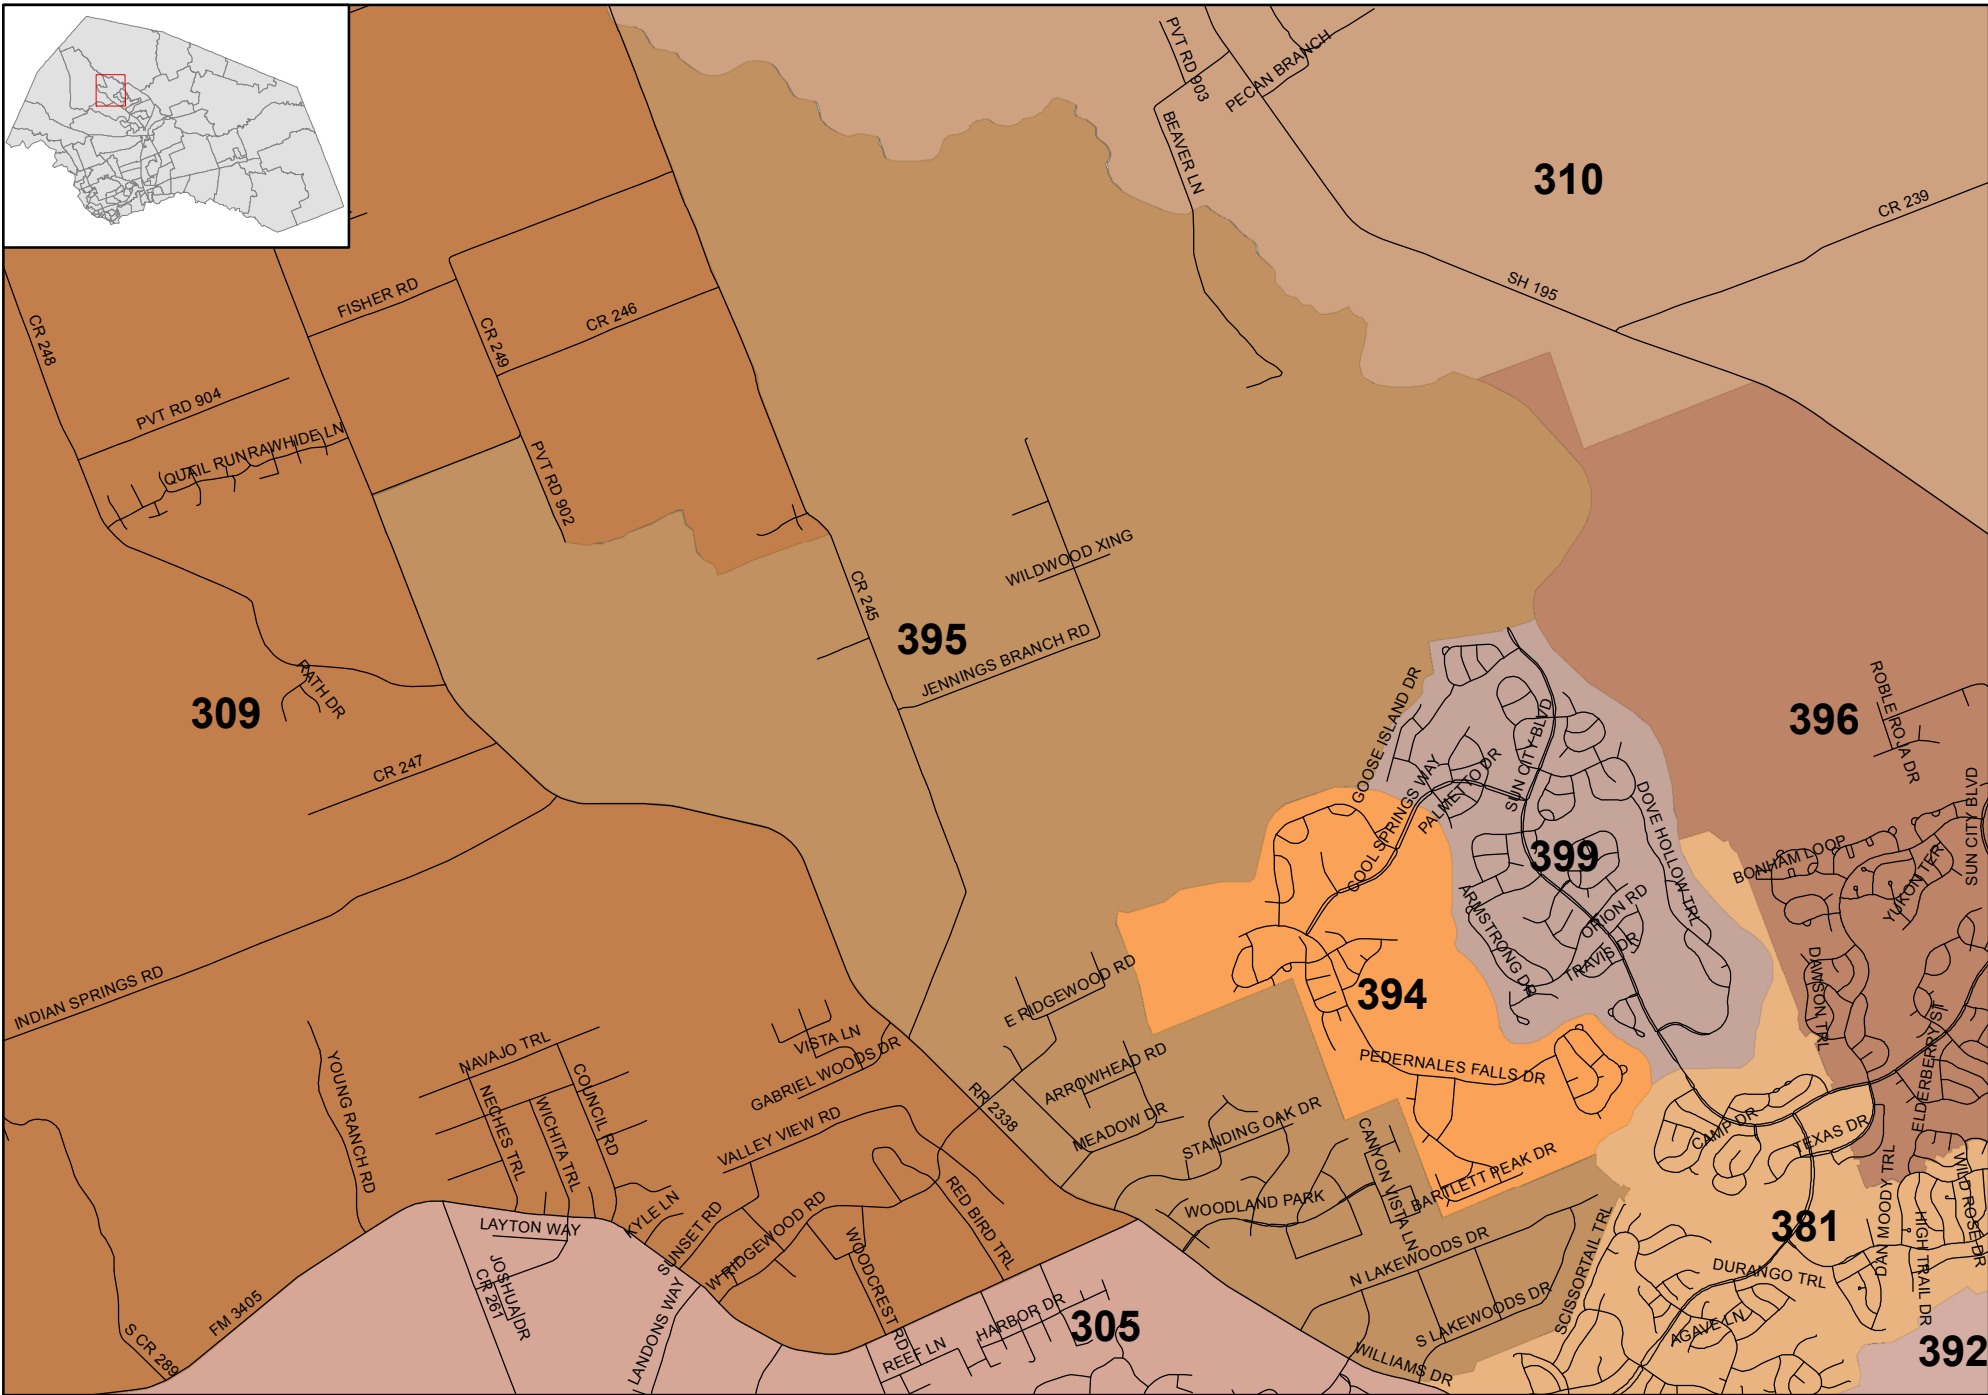 PVT RD 903
PECAN BRANCH
BEAVER LN
310
CR 239
SH 195
FISHER RD
CR 248
CR 249
CR 246
PVT RD 904
QUAIL RUN
RAWHIDE LN
PVT RD 902
WILDWOOD XING
CR 245
395
JENNINGS BRANCH RD
309
RATH DR
CR 247
GOOSE ISLAND DR
SUN CITY BLVD
COOL SPRINGS WAY
PALMETTO DR
ROBLE ROJA DR
396
SUN CITY BLVD
DOVE HOLLOW TRL
399
BONHAM LOOP
YUKON TER
ARMSTRONG DR
ORION RD
TRAVIS DR
DAWSON TRL
INDIAN SPRINGS RD
E RIDGEWOOD RD
394
ELDERBERRY ST
VISTA LN
GABRIEL WOODS DR
NAVAJO TRL
YOUNG RANCH RD
NECHES TRL
WICHITA TRL
COUNCIL RD
RR 2338
ARROWHEAD RD
PEDERNALES FALLS DR
VALLEY VIEW RD
MEADOW DR
STANDING OAK DR
CANYON VISTA LN
CAMP DR
TEXAS DR
BARTLETT PEAK DR
WOODLAND PARK
RED BIRD TRL
KYLE LN
SUNSET RD
W RIDGEWOOD RD
LAYTON WAY
DAN MOODY TRL
WILD ROSE DR
HIGH TRAIL DR
381
SCISSORTAIL TRL
N LAKEWOODS DR
DURANGO TRL
JOSHUA DR
CR 261
WOODCREST RD
FM 3405
S CR 289
LANDONS WAY
REEF LN
HARBOR DR
305
S LAKEWOODS DR
AGAVE LN
WILLIAMS DR
392